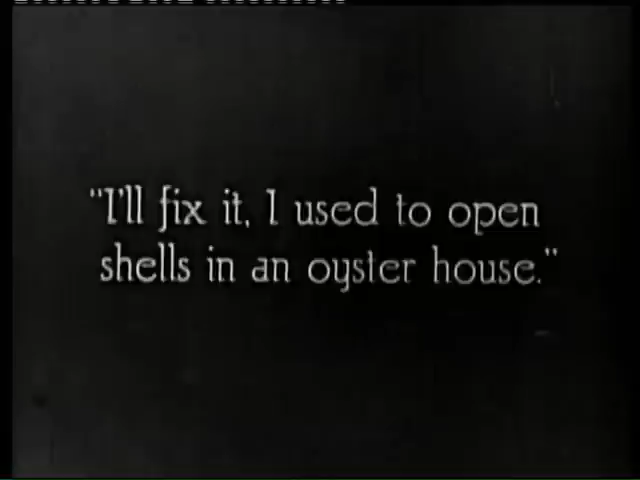 "I'll fix it, I used to open
shells in an oyster house."